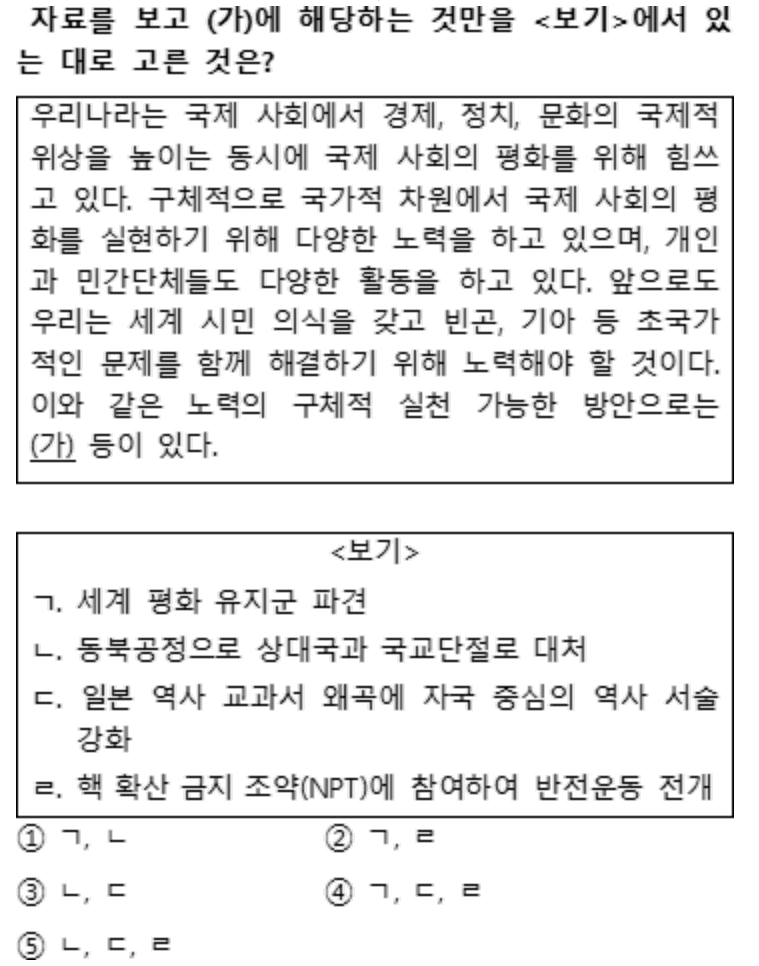 자료를 보고 (가)에 해당하는 것만을 <보기>에서 있
는 대로 고른 것은?
우리나라는 국제 사회에서 경제, 정치, 문화의 국제적
위상을 높이는 동시에 국제 사회의 평화를 위해 힘쓰
고 있다. 구체적으로 국가적 차원에서 국제 사회의 평
화를 실현하기 위해 다양한 노력을 하고 있으며, 개인
과 민간단체들도 다양한 활동을 하고 있다. 앞으로도
우리는 세계 시민 의식을 갖고 빈곤, 기아 등 초국가
적인 문제를 함께 해결하기 위해 노력해야 할 것이다.
이와 같은 노력의 구체적 실천 가능한 방안으로는
(가) 등이 있다.
<보기>
ㄱ. 세계 평화 유지군 파견
ㄴ. 동북공정으로 상대국과 국교단절로 대처
ㄷ. 일본 역사 교과서 왜곡에 자국 중심의 역사 서술
강화
ㄹ. 핵 확산 금지 조약(NPT)에 참여하여 반전운동 전개
① ㄱ, ㄴ ② ㄱ, ㄹ
③ ㄴ, ㄷ ④ ㄱ, ㄷ, ㄹ
⑤ ㄴ, ㄷ, ㄹ